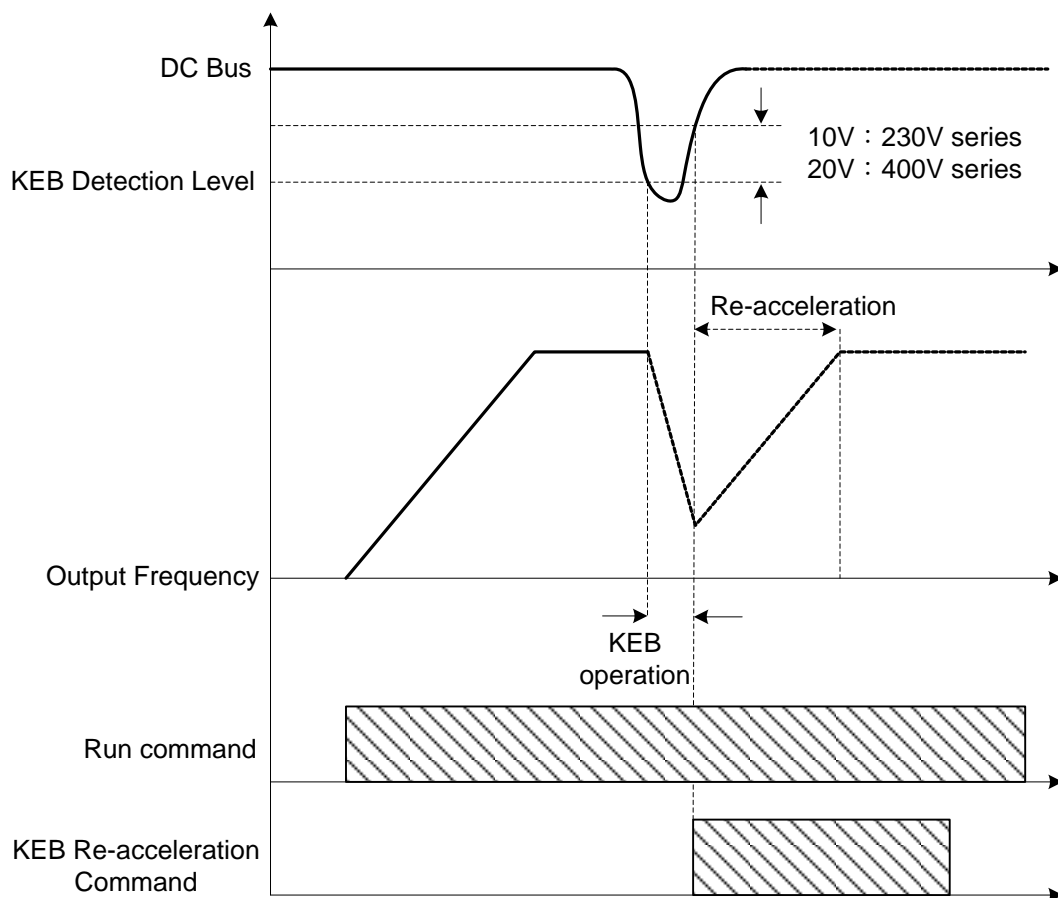 DC Bus
10V：230V series
20V：400V series
KEB Detection Level
Re-acceleration
Output Frequency
KEB
operation
Run command
KEB Re-acceleration
Command